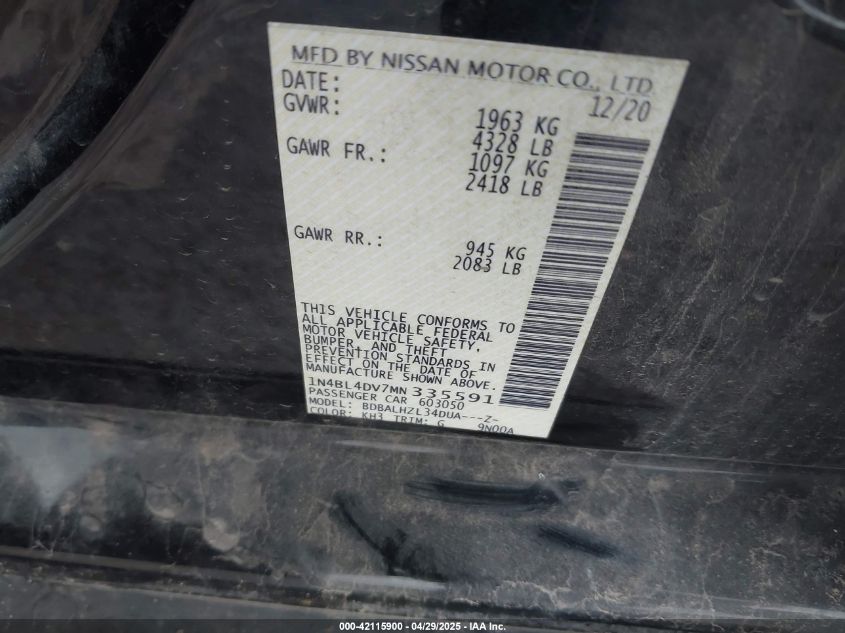 MFD BY NISSAN MOTOR CO., LTD.
DATE: 12/20
GVWR: 1963 KG
4328 LB
GAWR FR.: 1097 KG
2418 LB
GAWR RR.: 945 KG
2083 LB
THIS VEHICLE CONFORMS TO
ALL APPLICABLE FEDERAL
MOTOR VEHICLE SAFETY,
BUMPER, AND THEFT
PREVENTION STANDARDS IN
EFFECT ON THE DATE OF
MANUFACTURE SHOWN ABOVE.
1N4BL4DV7MN335591
PASSENGER CAR 603050
MODEL: BDBALHZL34DUA---Z-
COLOR: KH3 TRIM: G 9N00A
000-42115900 - 04/29/2025 - IAA Inc.